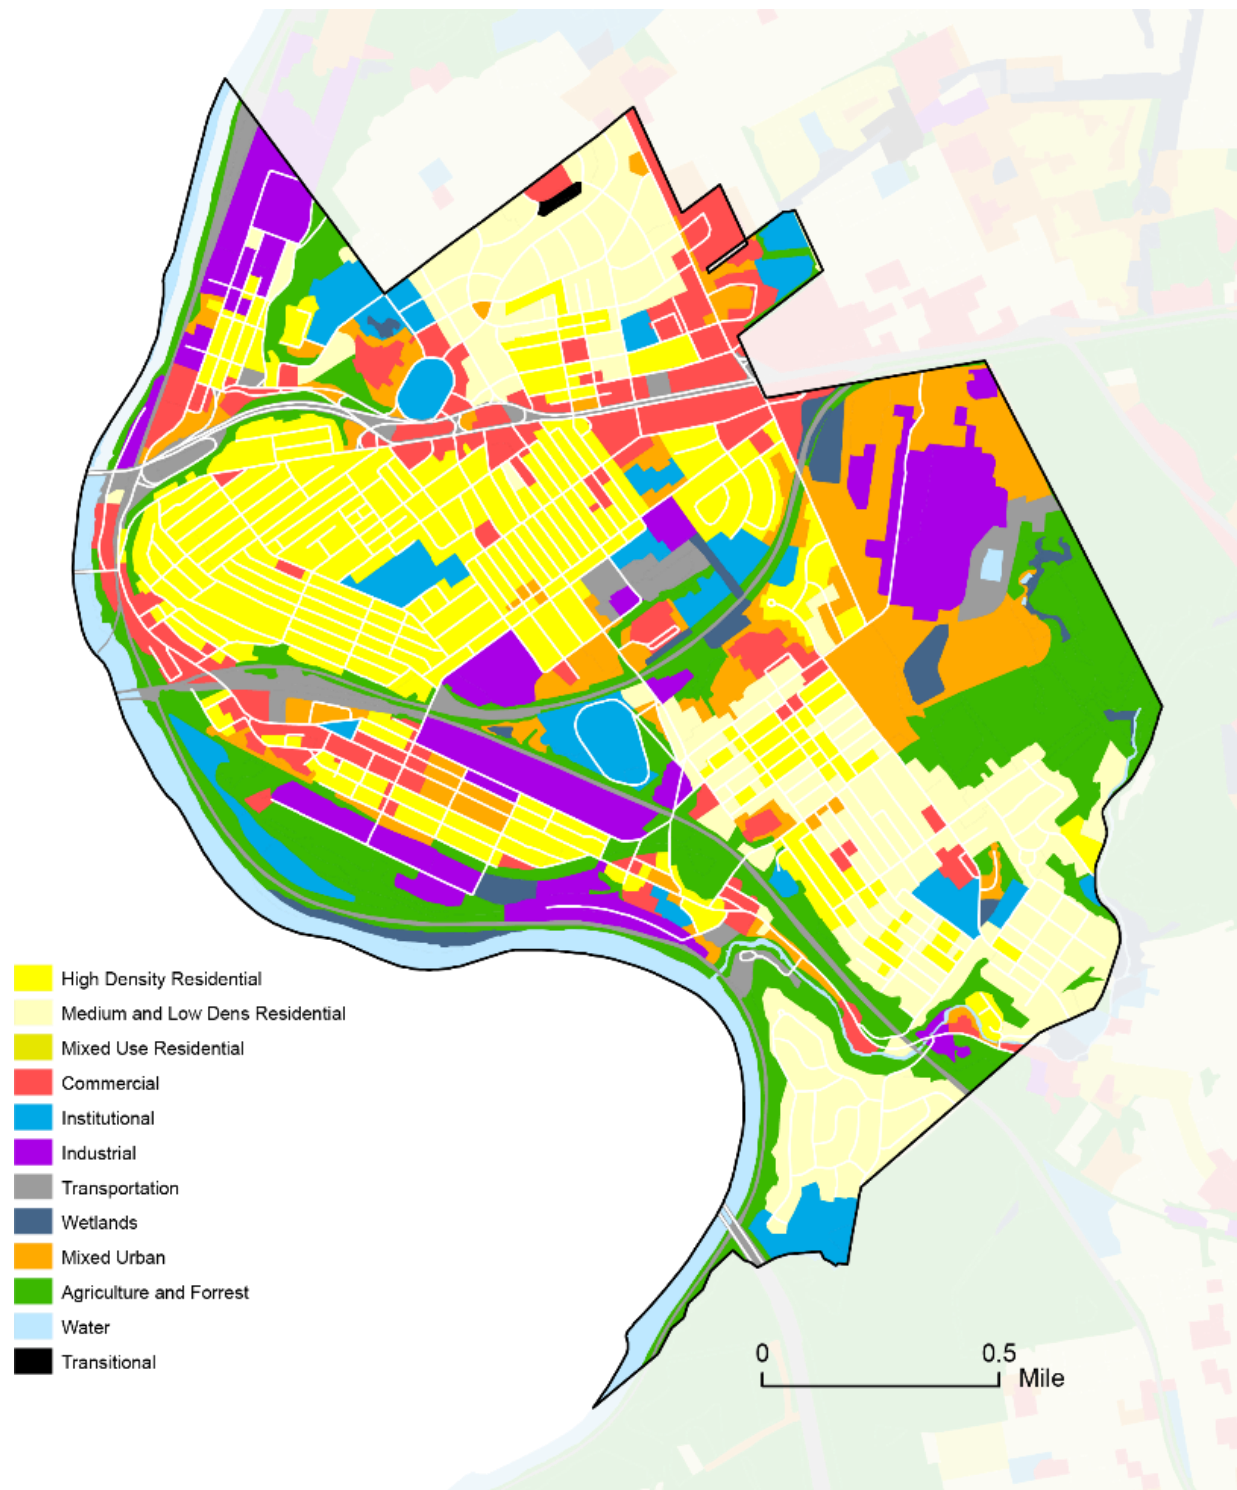 High Density Residential
Medium and Low Dens Residential
Mixed Use Residential
Commercial
Institutional
Industrial
Transportation
Wetlands
Mixed Urban
Agriculture and Forrest
Water
Transitional
0 0.5
Mile